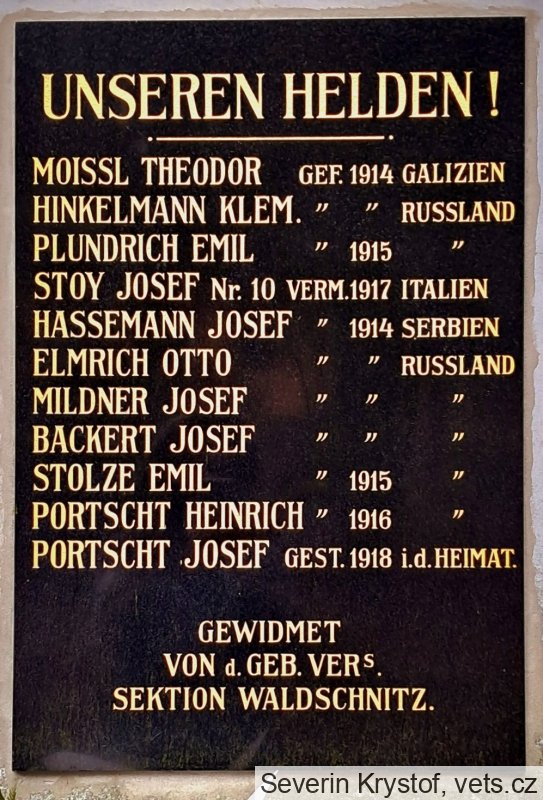 UNSEREN HELDEN!
MOISSL THEODOR GEF. 1914 GALIZIEN
HINKELMANN KLEM. " " RUSSLAND
PLUNDRICH EMIL " 1915 "
STOY JOSEF Nr. 10 VERM. 1917 ITALIEN
HASSEMANN JOSEF " 1914 SERBIEN
ELMRICH OTTO " " RUSSLAND
MILDNER JOSEF " " "
BACKERT JOSEF " " "
STOLZE EMIL " 1915 "
PORTSCHT HEINRICH " 1916 "
PORTSCHT JOSEF GEST. 1918 i.d. HEIMAT.
GEWIDMET
VON d. GEB. VERS.
SEKTION WALDSCHNITZ.
Severin Krystof, vets.cz